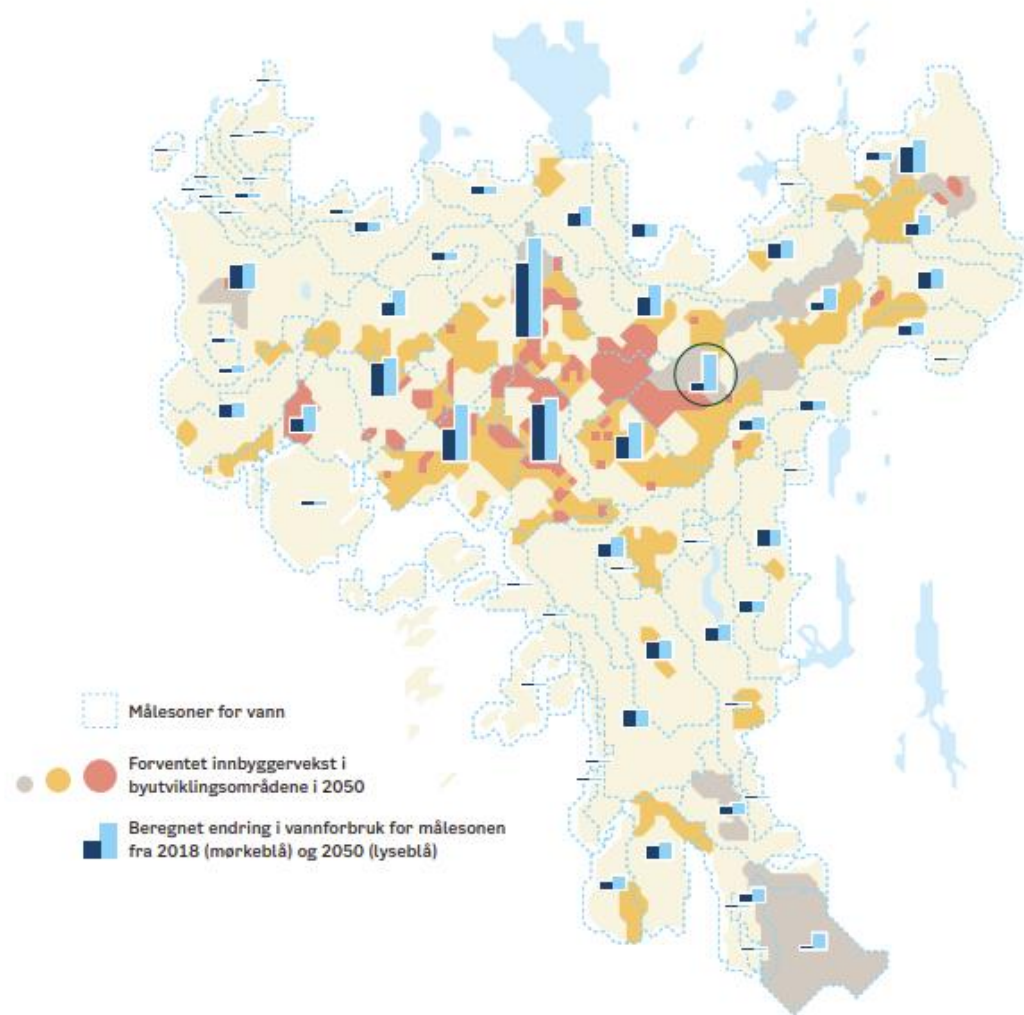 Målesoner for vann
Forventet innbyggervekst i
byutviklingsområdene i 2050
Beregnet endring i vannforbruk for målesonen
fra 2018 (mørkeblå) og 2050 (lyseblå)